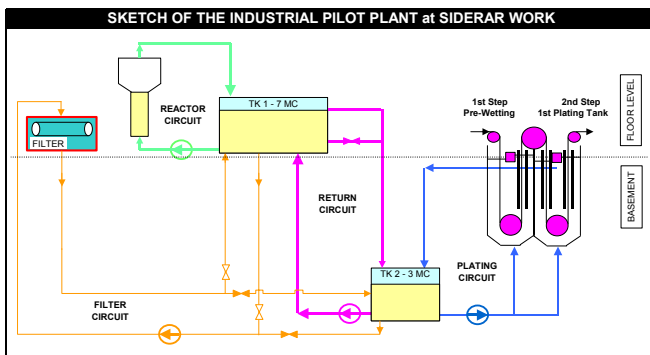 SKETCH OF THE INDUSTRIAL PILOT PLANT at SIDERAR WORK
TK 1 - 7 MC
REACTOR
CIRCUIT
FILTER
1st Step
Pre-Wetting
2nd Step
1st Plating Tank
FLOOR LEVEL
BASEMENT
RETURN
CIRCUIT
TK 2 - 3 MC
PLATING
CIRCUIT
FILTER
CIRCUIT